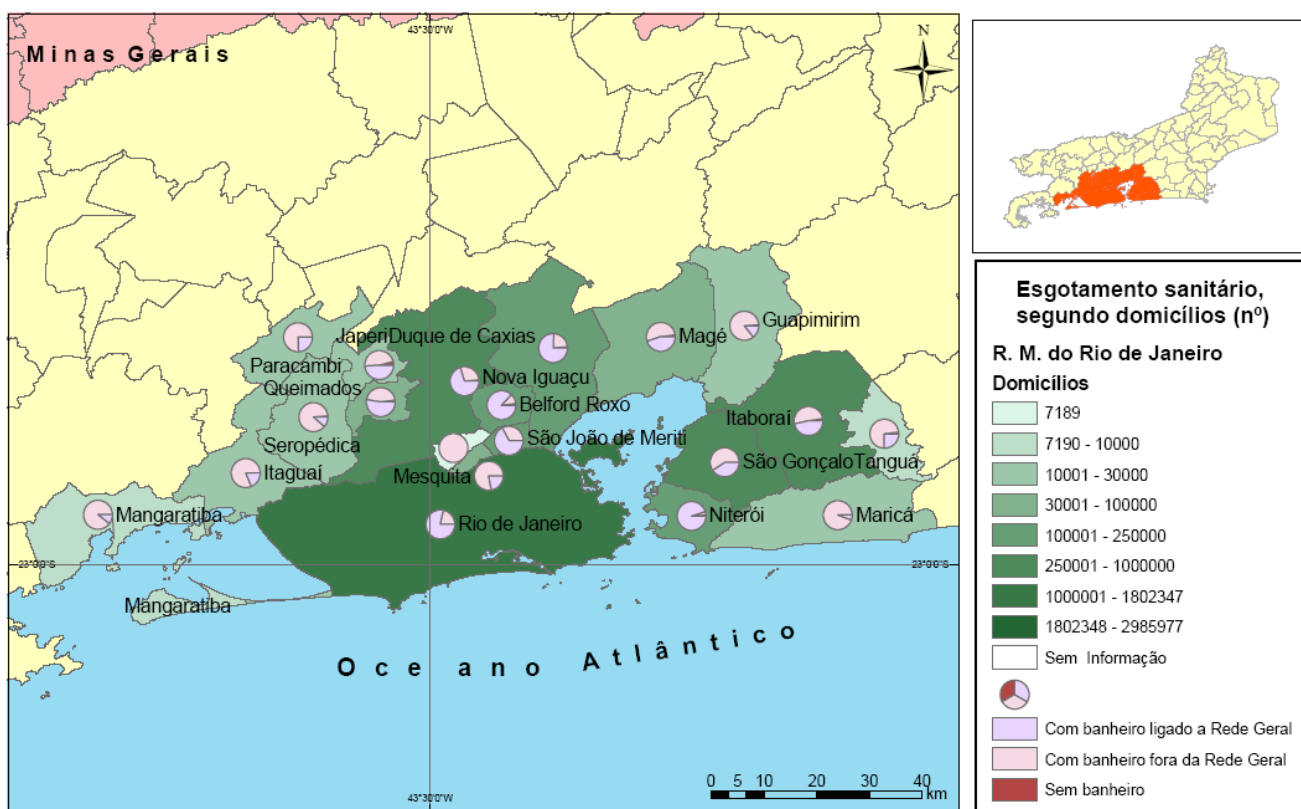 43°30'0"W
Minas Gerais
N
Guapimirim
Japeri
Duque de Caxias
Magé
Paracambi
Queimados
Nova Iguaçu
Belford Roxo
Itaboraí
São João de Meriti
Seropédica
São Gonçalo
Tanguá
Itaguaí
Mesquita
Mangaratiba
Rio de Janeiro
Niterói
Maricá
23°0'0"S
23°0'0"S
Mangaratiba
Oceano Atlântico
0 5 10 20 30 40
km
43°30'0"W
Esgotamento sanitário,
segundo domicílios (nº)
R. M. do Rio de Janeiro
Domicílios
7189
7190 - 10000
10001 - 30000
30001 - 100000
100001 - 250000
250001 - 1000000
1000001 - 1802347
1802348 - 2985977
Sem Informação
Com banheiro ligado a Rede Geral
Com banheiro fora da Rede Geral
Sem banheiro